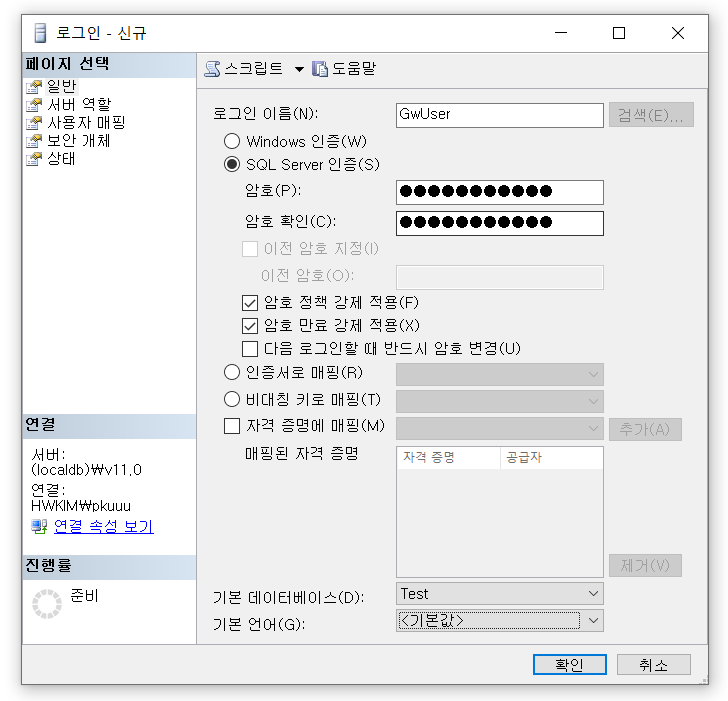 로그인 - 신규
페이지 선택
일반
서버 역할
사용자 매핑
보안 개체
상태
연결
서버:
(localdb)₩v11.0
연결:
HWKIM₩pkuuu
연결 속성 보기
진행률
준비
스크립트 도움말
로그인 이름(N): GwUser 검색(E)...
Windows 인증(W)
SQL Server 인증(S)
암호(P): ●●●●●●●●●●●
암호 확인(C): ●●●●●●●●●●●
이전 암호 지정(I)
이전 암호(O):
암호 정책 강제 적용(F)
암호 만료 강제 적용(X)
다음 로그인할 때 반드시 암호 변경(U)
인증서로 매핑(R)
비대칭 키로 매핑(T)
자격 증명에 매핑(M) 추가(A)
매핑된 자격 증명 자격 증명 공급자
제거(V)
기본 데이터베이스(D): Test
기본 언어(G): <기본값>
확인 취소